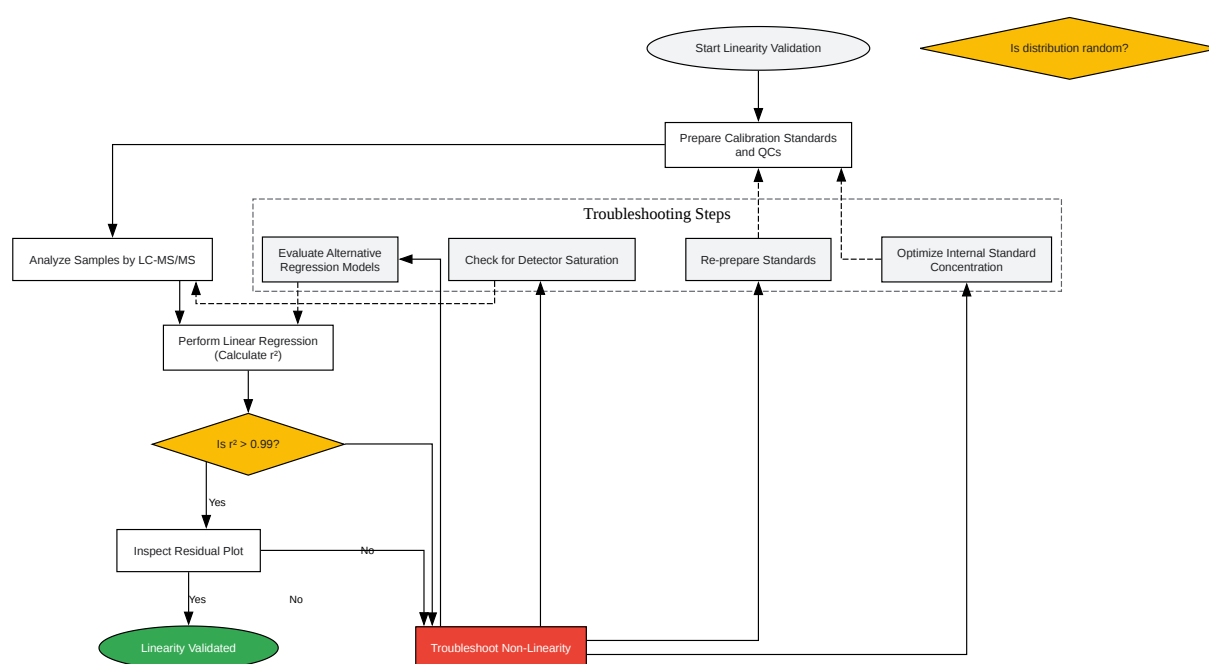 Start Linearity Validation
Is distribution random?
Prepare Calibration Standards
and QCs
Troubleshooting Steps
Analyze Samples by LC-MS/MS
Evaluate Alternative
Regression Models
Check for Detector Saturation
Re-prepare Standards
Optimize Internal Standard
Concentration
Perform Linear Regression
(Calculate r²)
Is r² > 0.99?
Yes
Inspect Residual Plot
No
Yes
No
Linearity Validated
Troubleshoot Non-Linearity